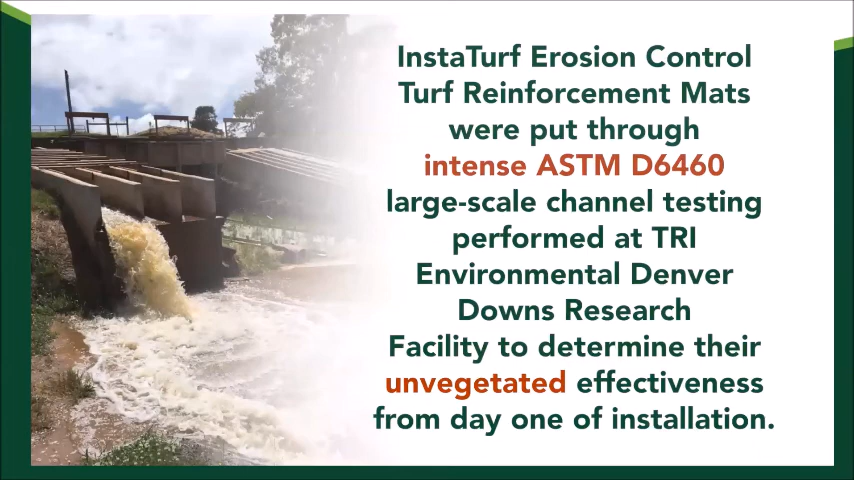 InstaTurf Erosion Control
Turf Reinforcement Mats
were put through
intense ASTM D6460
large-scale channel testing
performed at TRI
Environmental Denver
Downs Research
Facility to determine their
unvegetated effectiveness
from day one of installation.